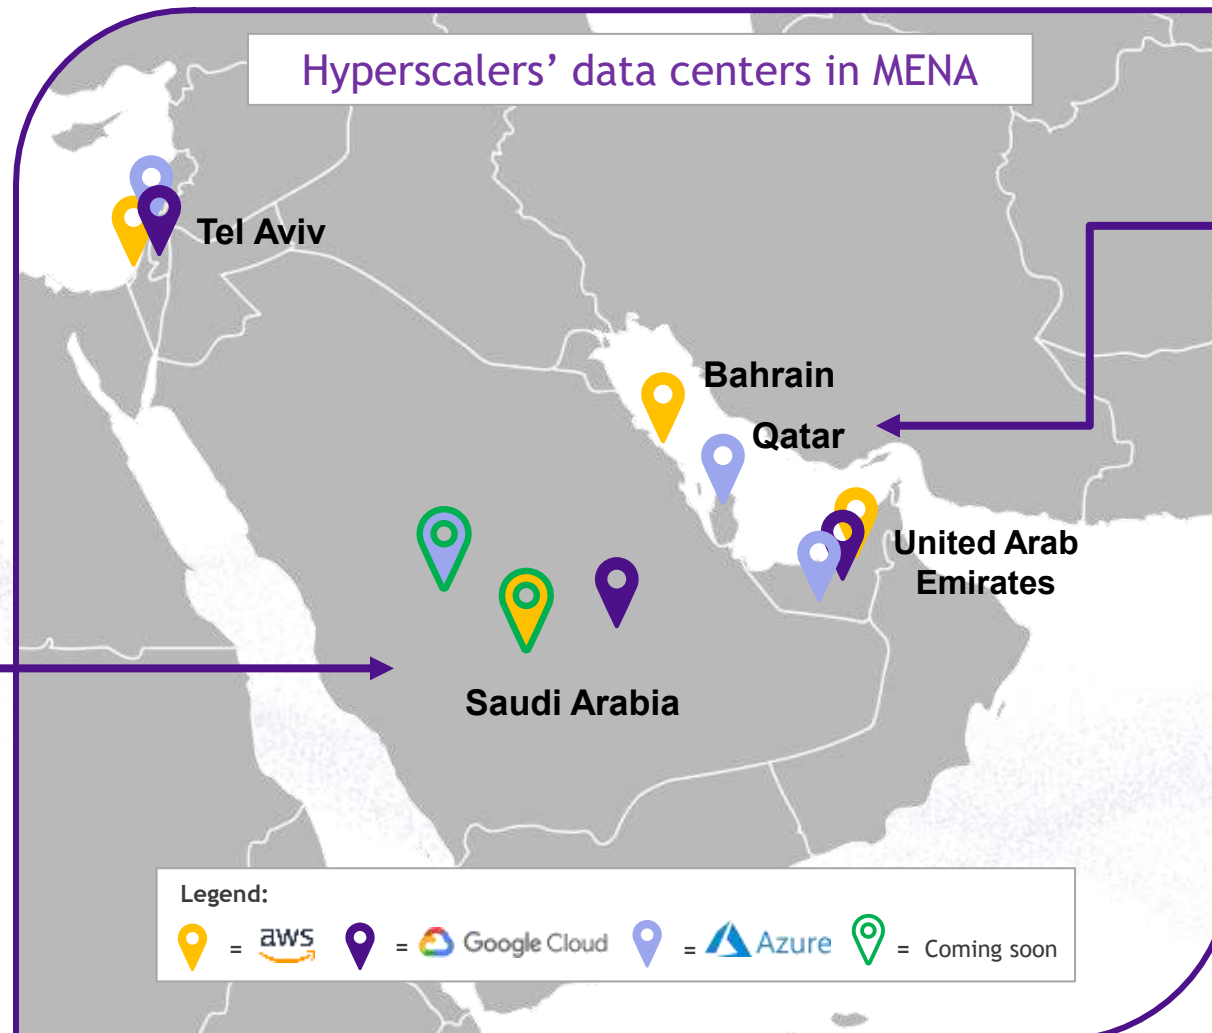 Hyperscalers’ data centers in MENA
Tel Aviv
Bahrain
Qatar
United Arab
Emirates
Saudi Arabia
Legend:
= aws = Google Cloud = Azure = Coming soon